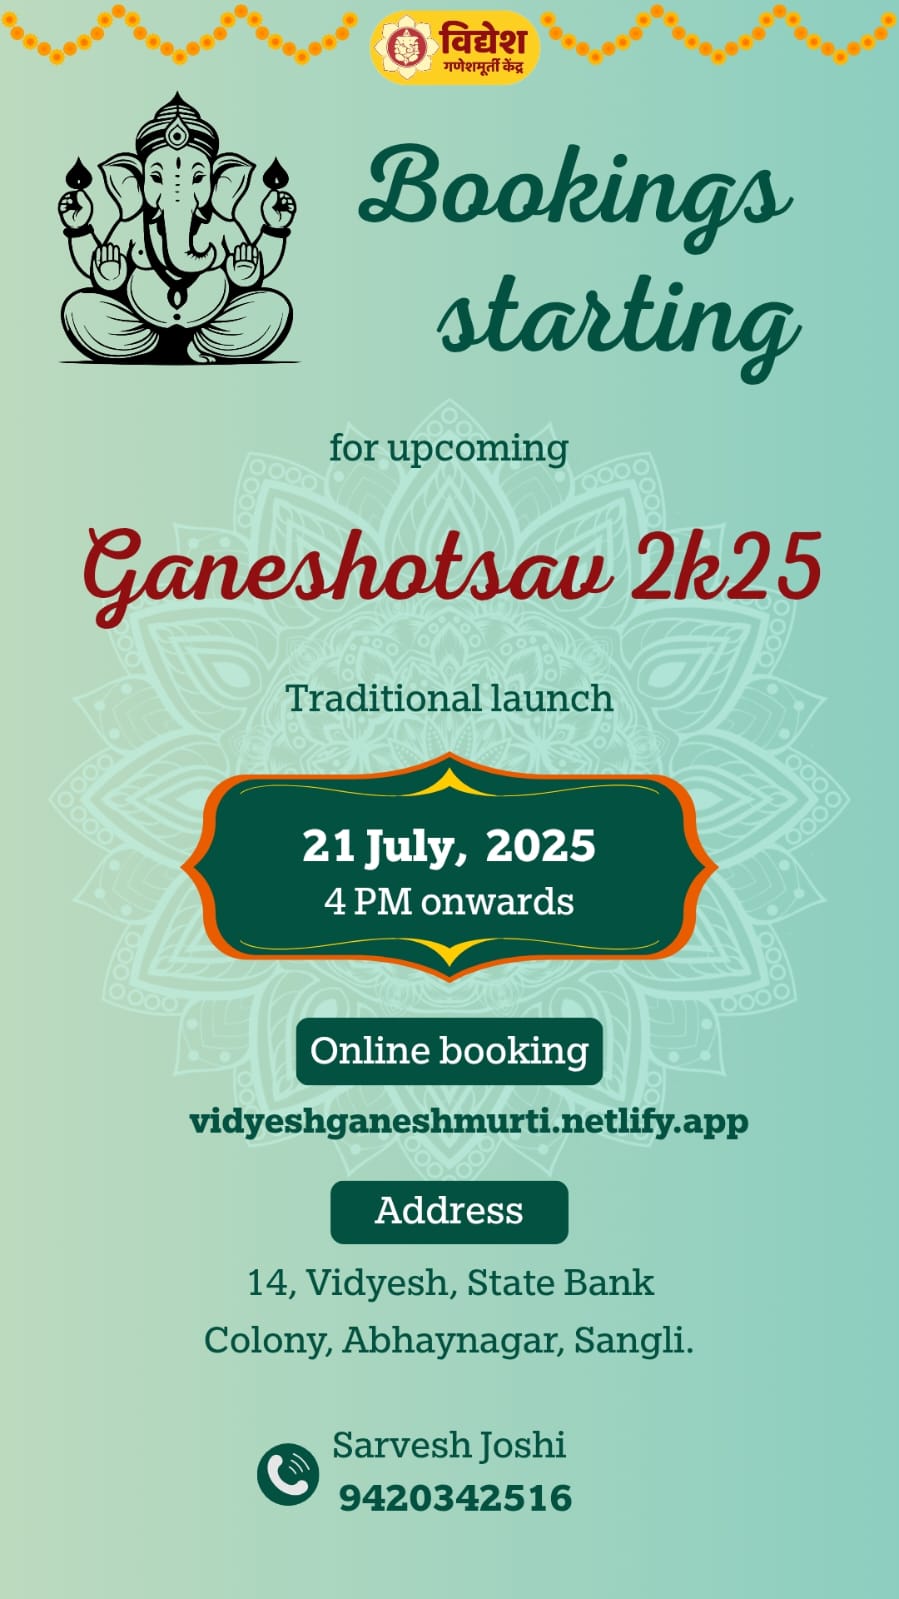 विद्येश
गणेशमूर्ती केंद्र
Bookings
starting
for upcoming
Ganeshotsav 2k25
Traditional launch
21 July, 2025
4 PM onwards
Online booking
vidyeshganeshmurti.netlify.app
Address
14, Vidyesh, State Bank
Colony, Abhaynagar, Sangli.
Sarvesh Joshi
9420342516